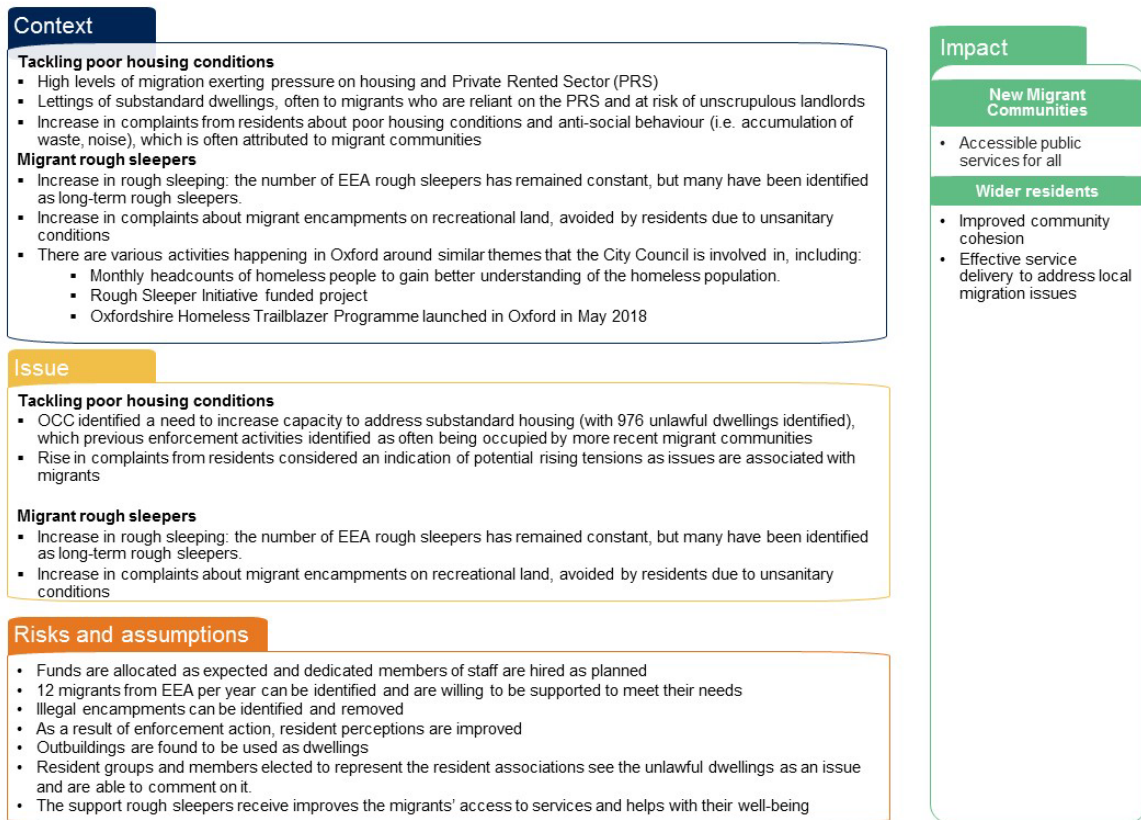 Context
Tackling poor housing conditions
▪ High levels of migration exerting pressure on housing and Private Rented Sector (PRS)
▪ Lettings of substandard dwellings, often to migrants who are reliant on the PRS and at risk of unscrupulous landlords
▪ Increase in complaints from residents about poor housing conditions and anti-social behaviour (i.e. accumulation of
waste, noise), which is often attributed to migrant communities
Migrant rough sleepers
▪ Increase in rough sleeping: the number of EEA rough sleepers has remained constant, but many have been identified
as long-term rough sleepers.
▪ Increase in complaints about migrant encampments on recreational land, avoided by residents due to unsanitary
conditions
▪ There are various activities happening in Oxford around similar themes that the City Council is involved in, including:
▪ Monthly headcounts of homeless people to gain better understanding of the homeless population.
▪ Rough Sleeper Initiative funded project
▪ Oxfordshire Homeless Trailblazer Programme launched in Oxford in May 2018
Issue
Tackling poor housing conditions
▪ OCC identified a need to increase capacity to address substandard housing (with 976 unlawful dwellings identified),
which previous enforcement activities identified as often being occupied by more recent migrant communities
▪ Rise in complaints from residents considered an indication of potential rising tensions as issues are associated with
migrants
Migrant rough sleepers
▪ Increase in rough sleeping: the number of EEA rough sleepers has remained constant, but many have been identified
as long-term rough sleepers.
▪ Increase in complaints about migrant encampments on recreational land, avoided by residents due to unsanitary
conditions
Risks and assumptions
• Funds are allocated as expected and dedicated members of staff are hired as planned
• 12 migrants from EEA per year can be identified and are willing to be supported to meet their needs
• Illegal encampments can be identified and removed
• As a result of enforcement action, resident perceptions are improved
• Outbuildings are found to be used as dwellings
• Resident groups and members elected to represent the resident associations see the unlawful dwellings as an issue
and are able to comment on it.
• The support rough sleepers receive improves the migrants' access to services and helps with their well-being
Impact
New Migrant
Communities
• Accessible public
services for all
Wider residents
• Improved community
cohesion
• Effective service
delivery to address local
migration issues